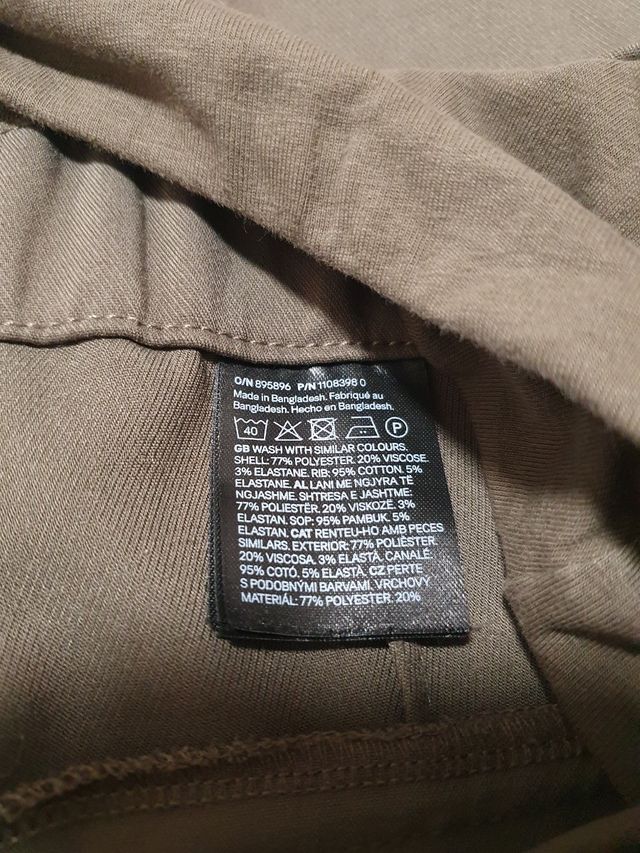 O/N 895896 P/N 1108398 0
Made in Bangladesh. Fabriqué au
Bangladesh. Hecho en Bangladesh.
40 P
GB WASH WITH SIMILAR COLOURS.
SHELL: 77% POLYESTER. 20% VISCOSE.
3% ELASTANE. RIB: 95% COTTON. 5%
ELASTANE. AL LANI ME NGJYRA TË
NGJASHME. SHTRESA E JASHTME:
77% POLIESTËR. 20% VISKOZË. 3%
ELASTAN. SOP: 95% PAMBUK. 5%
ELASTAN. CAT RENTEU-HO AMB PECES
SIMILARS. EXTERIOR: 77% POLIÈSTER.
20% VISCOSA. 3% ELASTÀ. CANALÉ:
95% COTÓ. 5% ELASTÀ. CZ PERTE
S PODOBNÝMI BARVAMI. VRCHOVÝ
MATERIÁL: 77% POLYESTER. 20%